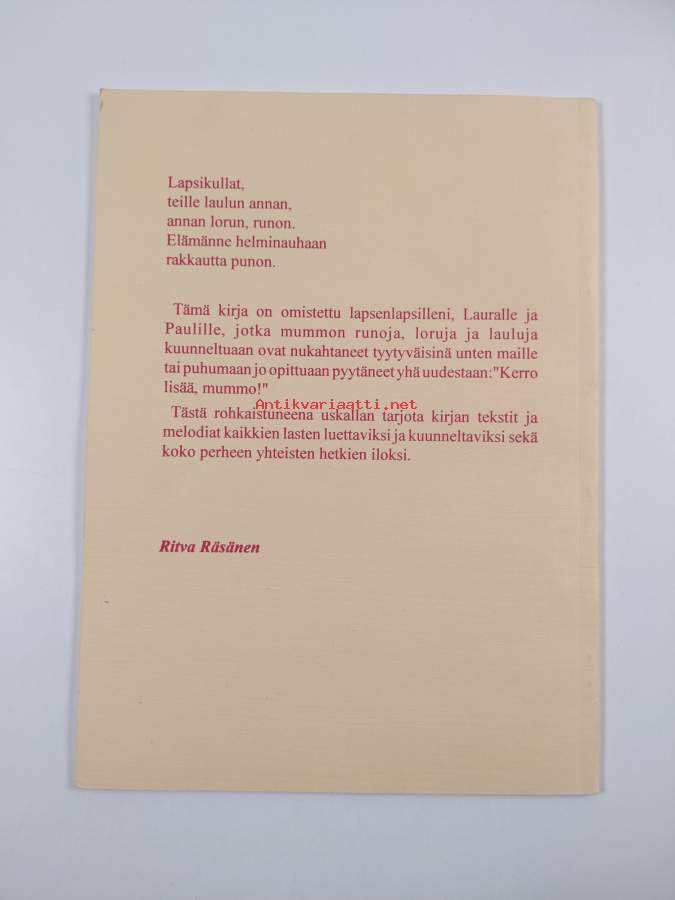 Lapsikullat,
teille laulun annan,
annan lorun, runon.
Elämänne helminauhaan
rakkautta punon.
Tämä kirja on omistettu lapsenlapsilleni, Lauralle ja
Paulille, jotka mummon runoja, loruja ja lauluja
kuunneltuaan ovat nukahtaneet tyytyväisinä unten maille
tai puhumaan jo opittuaan pyytäneet yhä uudestaan:"Kerro
lisää, mummo!"
Antikvariaatti.net
Tästä rohkaistuneena uskallan tarjota kirjan tekstit ja
melodiat kaikkien lasten luettaviksi ja kuunneltaviksi sekä
koko perheen yhteisten hetkien iloksi.
Ritva Räsänen